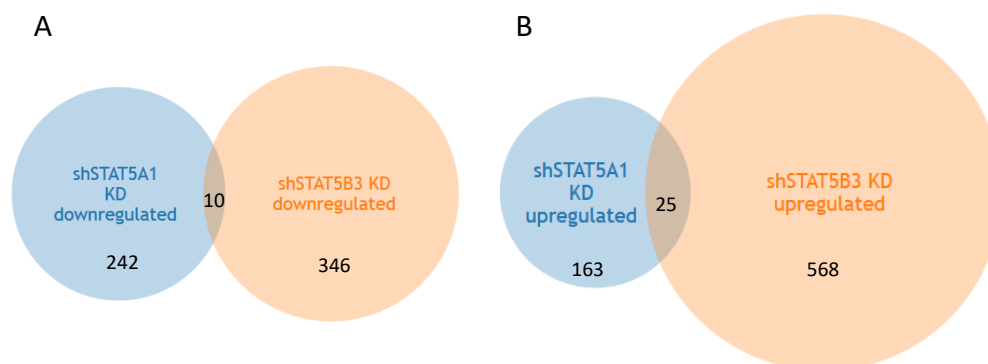 A
shSTAT5A1
KD
downregulated
242
10
shSTAT5B3 KD
downregulated
346
B
shSTAT5A1
KD
upregulated
163
25
shSTAT5B3 KD
upregulated
568